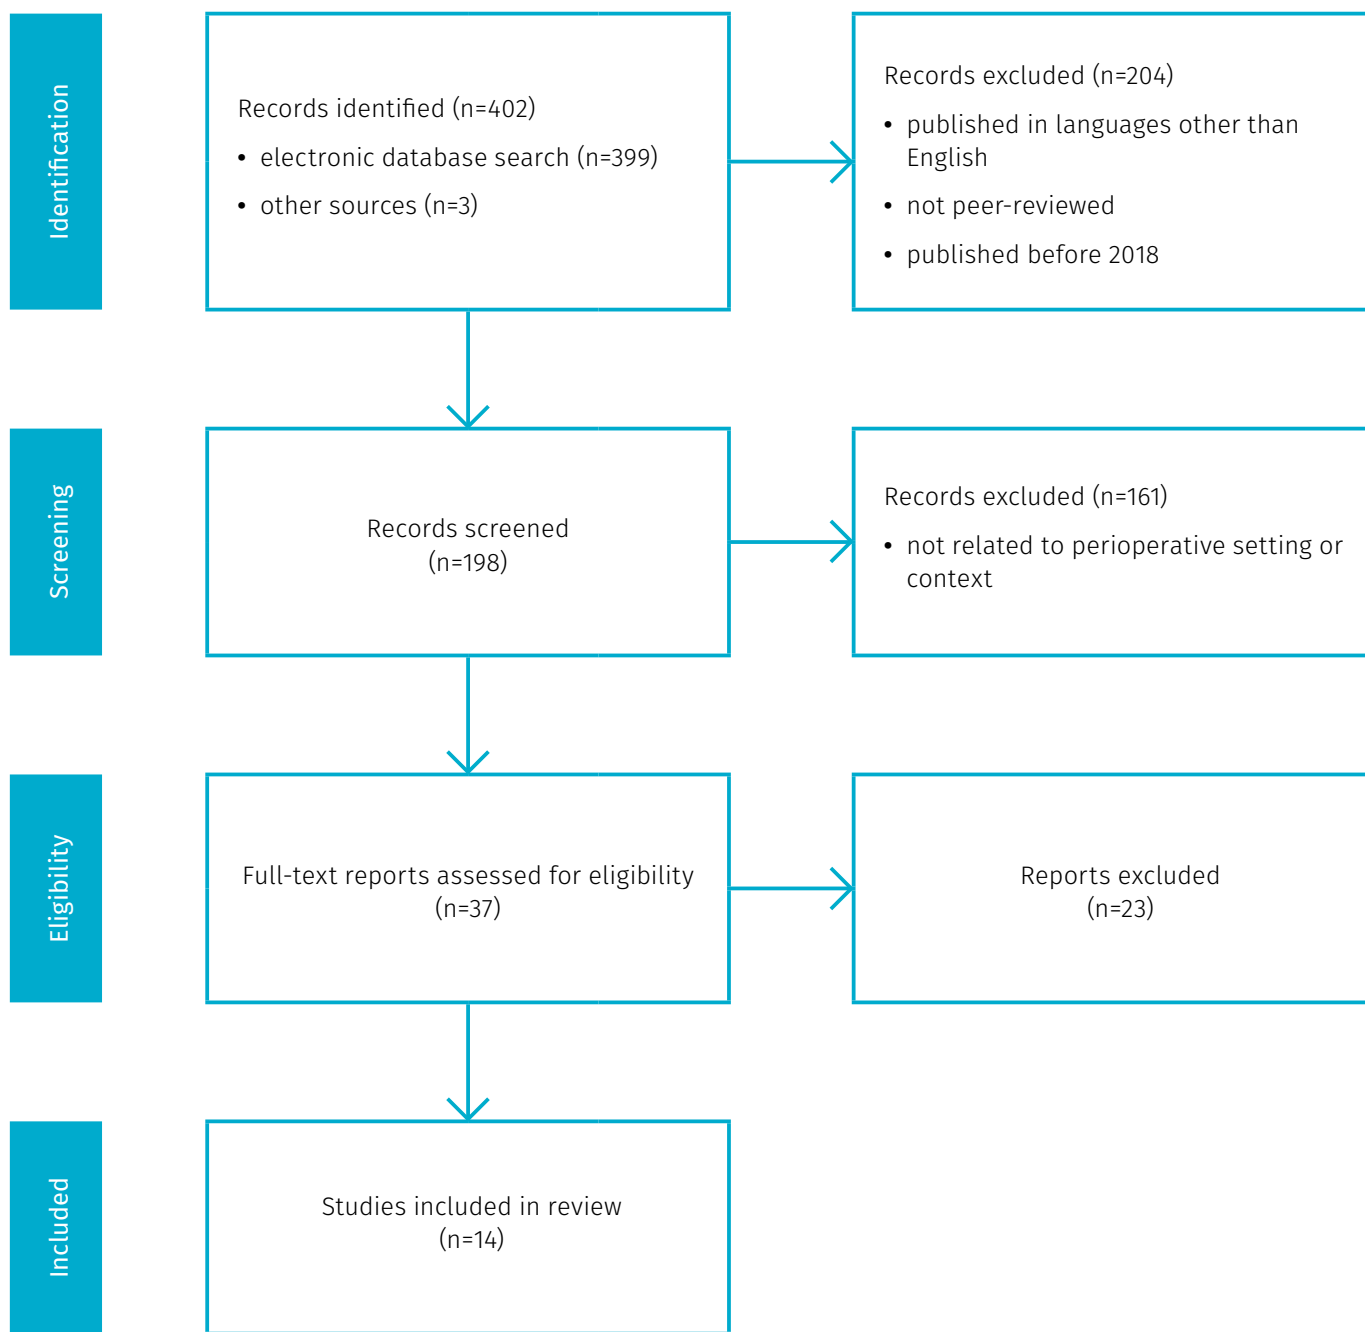 Identification
Records identified (n=402)
• electronic database search (n=399)
• other sources (n=3)
Records excluded (n=204)
• published in languages other than
English
• not peer-reviewed
• published before 2018
Screening
Records screened
(n=198)
Records excluded (n=161)
• not related to perioperative setting or
context
Eligibility
Full-text reports assessed for eligibility
(n=37)
Reports excluded
(n=23)
Included
Studies included in review
(n=14)